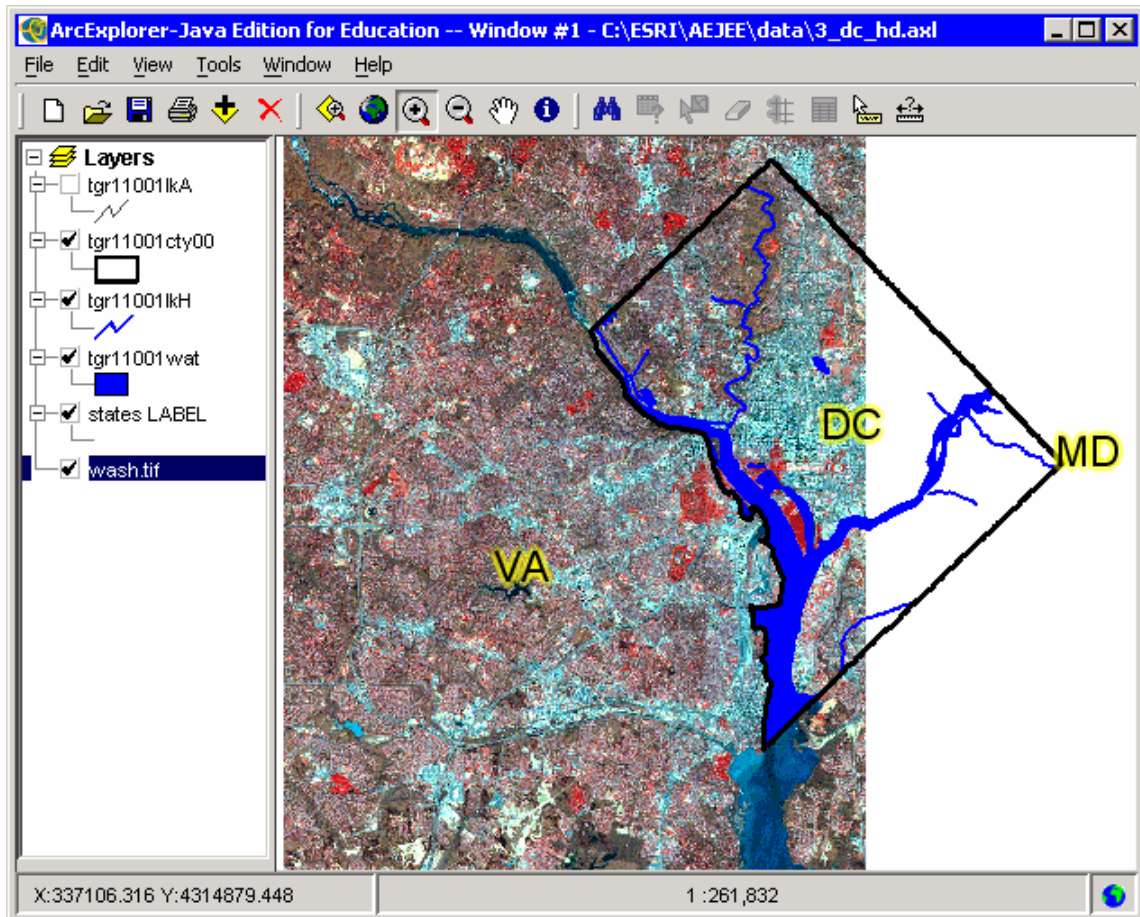 ArcExplorer-Java Edition for Education -- Window #1 - C:\ESRI\AEJEE\data\3_dc_hd.axl
File Edit View Tools Window Help
Layers
tgr11001lkA
tgr11001cty00
tgr11001lkH
tgr11001wat
states LABEL
wash.tif
DC
MD
VA
X:337106.316 Y:4314879.448
1 :261,832